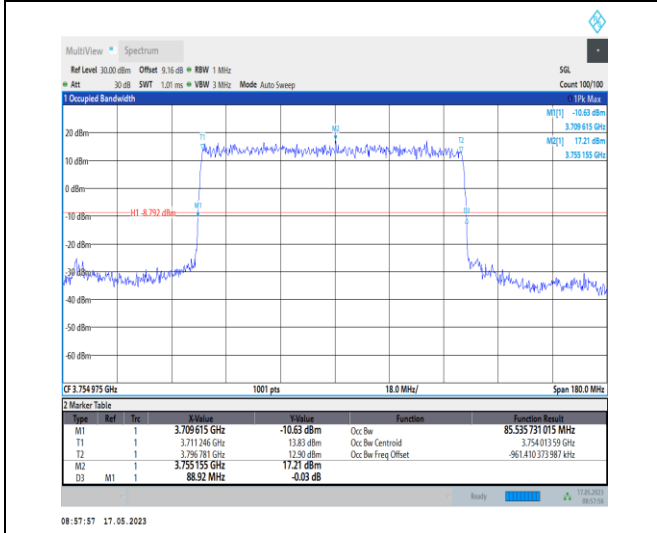 MultiView Spectrum
Ref Level 30.00 dBm Offset 9.16 dB RBW 1 MHz SGL
Att 30 dB SWT 1.01 ms VBW 3 MHz Mode Auto Sweep Count 100/100
1 Occupied Bandwidth 1Pk Max
M1[1] -10.63 dBm
3.709 615 GHz
M2[1] 17.21 dBm
3.755 155 GHz
20 dBm
T1
M2
T2
10 dBm
0 dBm
M1
D3
-10 dBm
H1 -8.792 dBm
-20 dBm
-30 dBm
-40 dBm
-50 dBm
-60 dBm
CF 3.754 975 GHz 1001 pts 18.0 MHz/ Span 180.0 MHz
2 Marker Table
Type Ref Trc X-Value Y-Value Function Function Result
M1 1 3.709 615 GHz -10.63 dBm Occ Bw 85.535 731 015 MHz
T1 1 3.711 246 GHz 13.83 dBm Occ Bw Centroid 3.754 013 59 GHz
T2 1 3.796 781 GHz 12.90 dBm Occ Bw Freq Offset -961.410 373 987 kHz
M2 1 3.755 155 GHz 17.21 dBm
D3 M1 1 88.92 MHz -0.03 dB
Ready 17.05.2023
08:57:56
08:57:57 17.05.2023